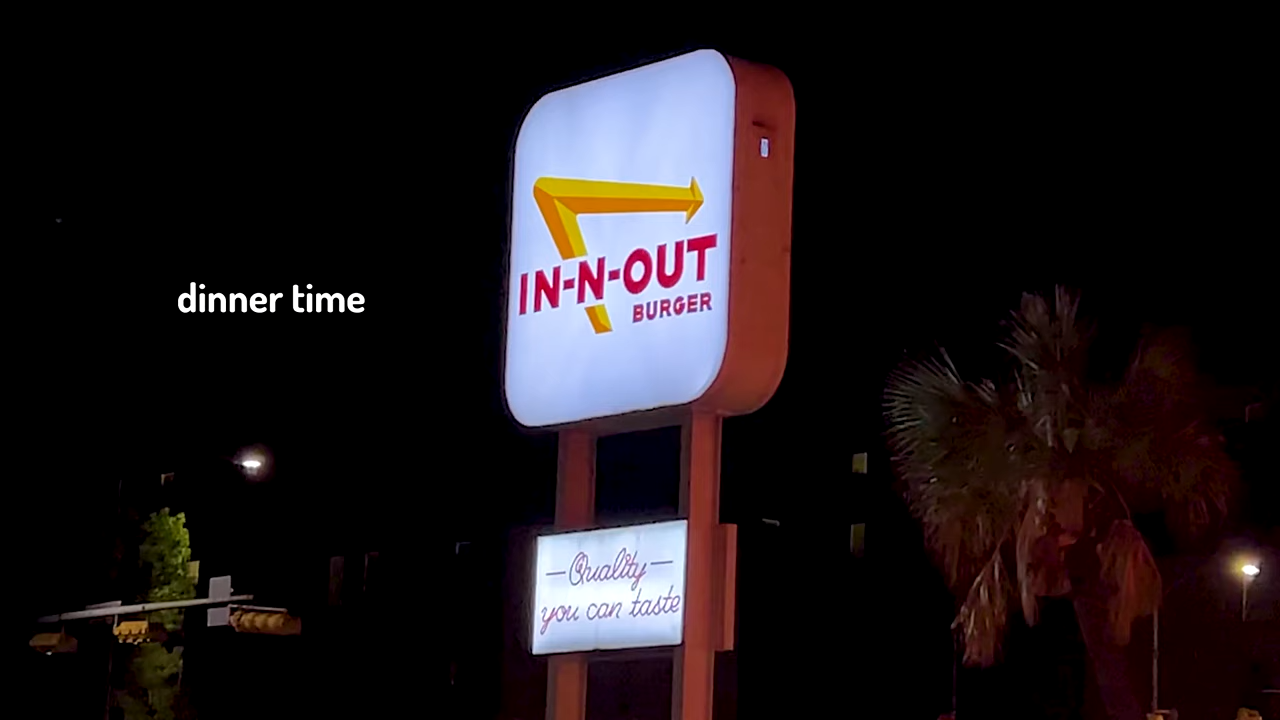 dinner time
IN-N-OUT
BURGER
—Quality—
you can taste